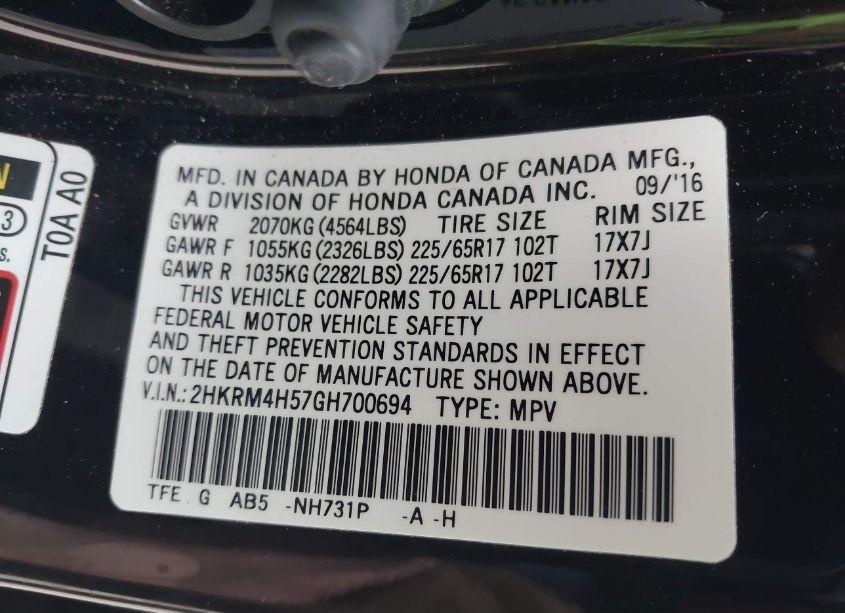 MFD. IN CANADA BY HONDA OF CANADA MFG.,
A DIVISION OF HONDA CANADA INC. 09/'16
GVWR 2070KG (4564LBS) TIRE SIZE RIM SIZE
GAWR F 1055KG (2326LBS) 225/65R17 102T 17X7J
GAWR R 1035KG (2282LBS) 225/65R17 102T 17X7J
THIS VEHICLE CONFORMS TO ALL APPLICABLE
FEDERAL MOTOR VEHICLE SAFETY
AND THEFT PREVENTION STANDARDS IN EFFECT
ON THE DATE OF MANUFACTURE SHOWN ABOVE.
V.I.N.: 2HKRM4H57GH700694 TYPE: MPV
TFE G AB5 -NH731P -A -H
N
3
s.
T0A A0